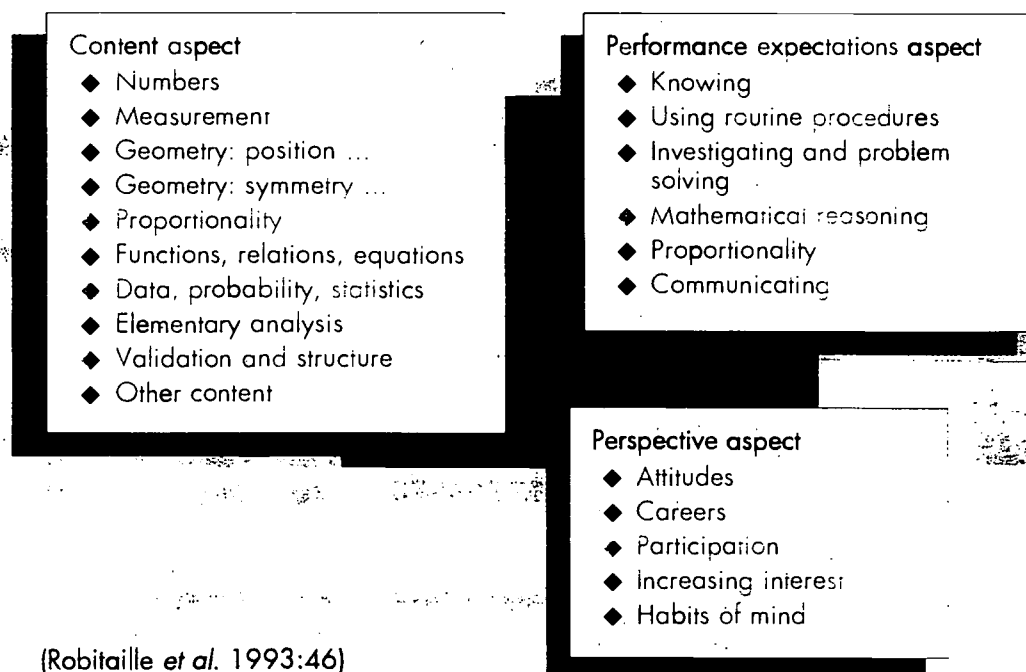 Content aspect
◆ Numbers
◆ Measurement
◆ Geometry: position ...
◆ Geometry: symmetry ...
◆ Proportionality
◆ Functions, relations, equations
◆ Data, probability, statistics
◆ Elementary analysis
◆ Validation and structure
◆ Other content
Performance expectations aspect
◆ Knowing
◆ Using routine procedures
◆ Investigating and problem
solving
◆ Mathematical reasoning
◆ Proportionality
◆ Communicating
Perspective aspect
◆ Attitudes
◆ Careers
◆ Participation
◆ Increasing interest
◆ Habits of mind
(Robitaille et al. 1993:46)